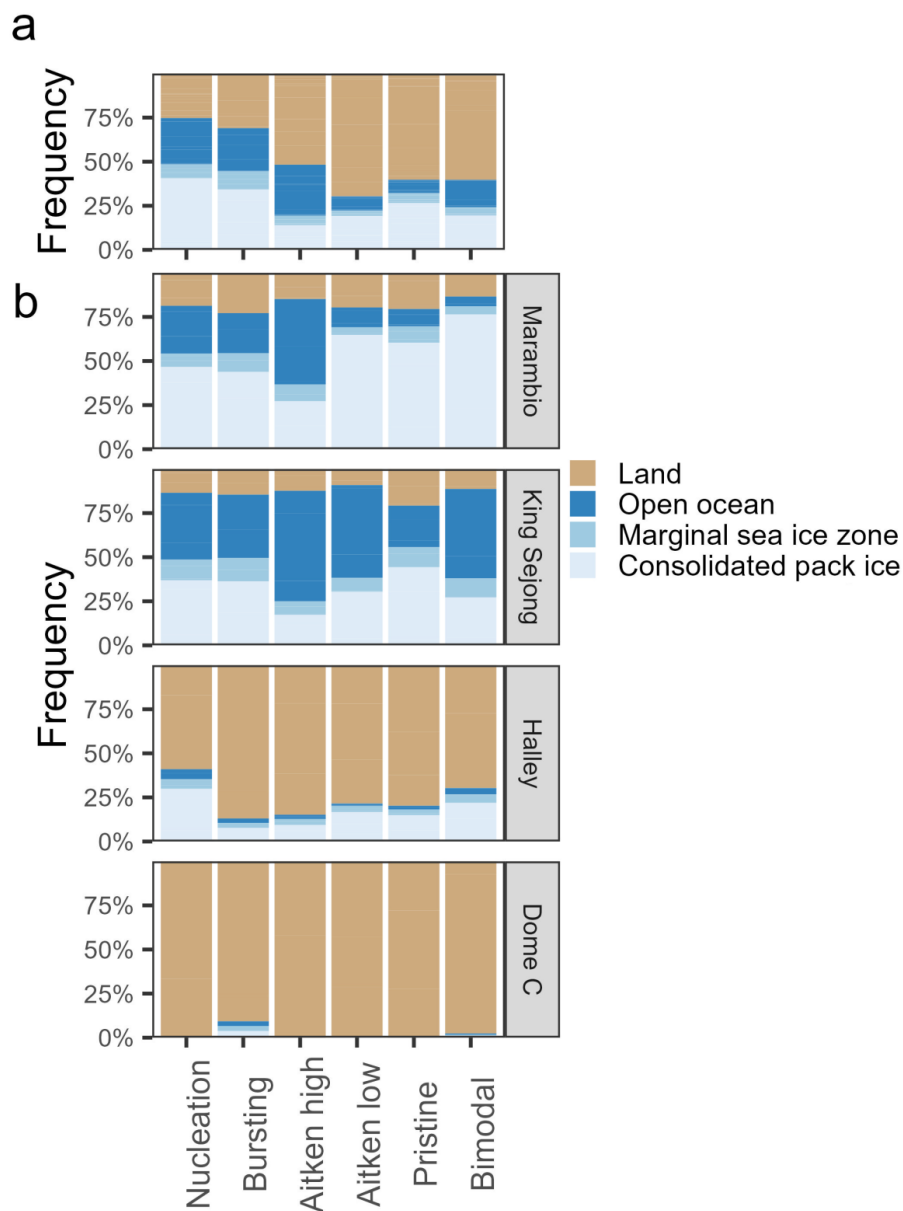 a
Frequency
75%
50%
25%
0%
b
Frequency
75%
50%
25%
0%
Marambio
75%
50%
25%
0%
King Sejong
75%
50%
25%
0%
Halley
75%
50%
25%
0%
Dome C
Nucleation
Bursting
Aitken high
Aitken low
Pristine
Bimodal
Land
Open ocean
Marginal sea ice zone
Consolidated pack ice